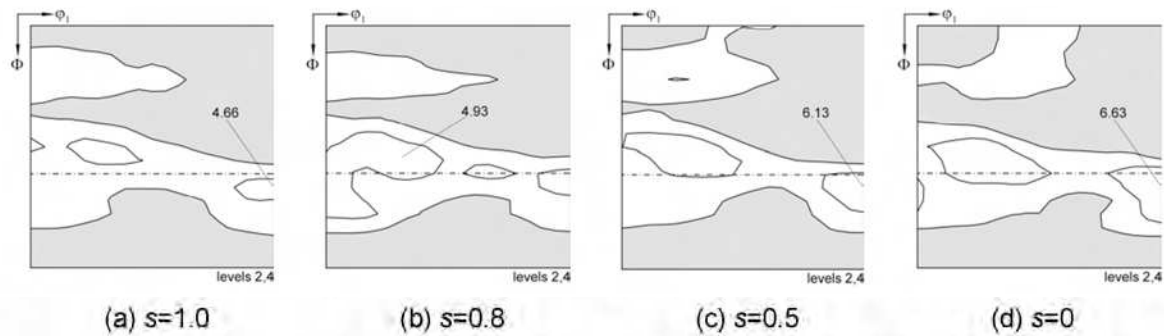 φ₁ φ₁ φ₁ φ₁
Φ Φ Φ Φ
4.66 4.93 6.13 6.63
levels 2,4 levels 2,4 levels 2,4 levels 2,4
(a) s=1.0 (b) s=0.8 (c) s=0.5 (d) s=0